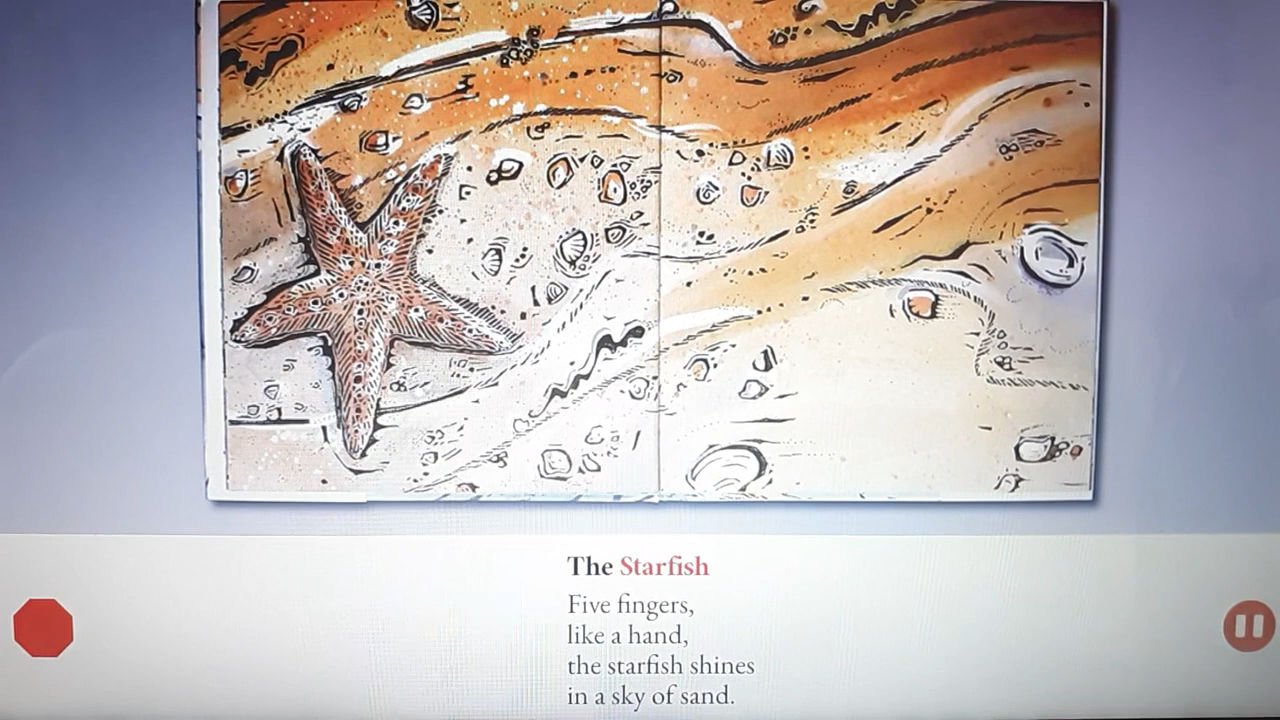 The Starfish
Five fingers,
like a hand,
the starfish shines
in a sky of sand.